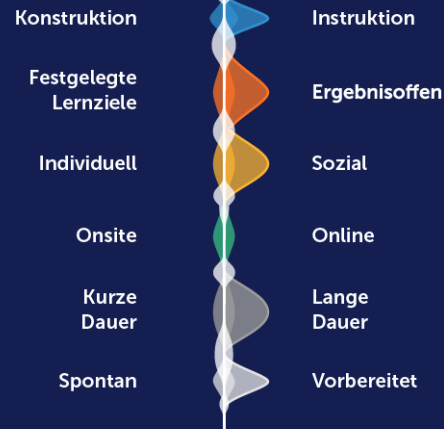 Konstruktion Instruktion
Festgelegte
Lernziele
Ergebnisoffen
Individuell Sozial
Onsite Online
Kurze
Dauer
Lange
Dauer
Spontan Vorbereitet